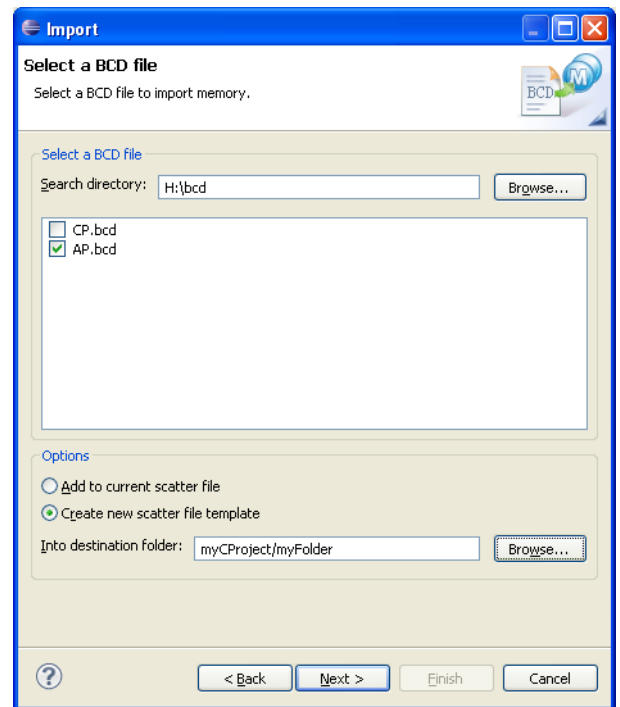 Import
Select a BCD file
Select a BCD file to import memory.
BCD M
Select a BCD file
Search directory: H:\bcd Browse...
CP.bcd
AP.bcd
Options
Add to current scatter file
Create new scatter file template
Into destination folder: myCProject/myFolder Browse...
? < Back Next > Finish Cancel